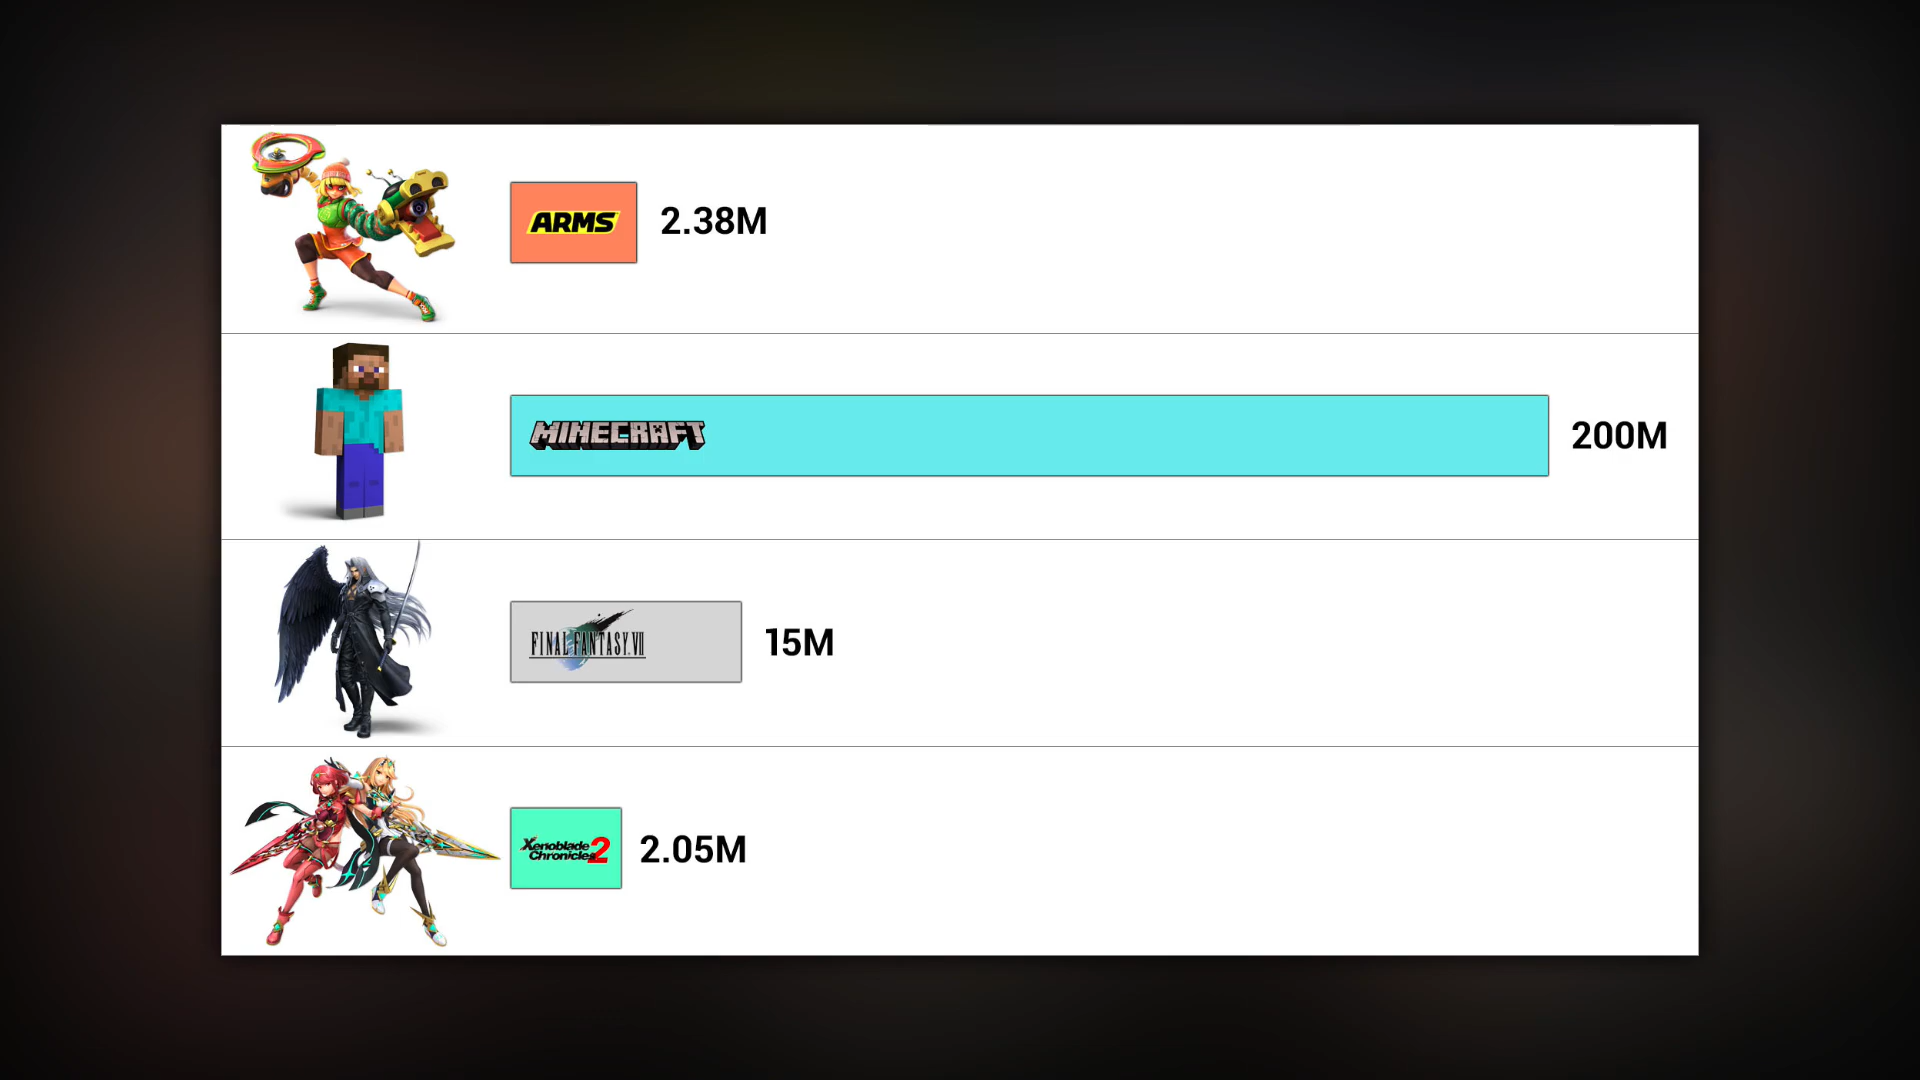 ARMS 2.38M
MINECRAFT 200M
FINAL FANTASY VII 15M
Xenoblade
Chronicles 2 2.05M